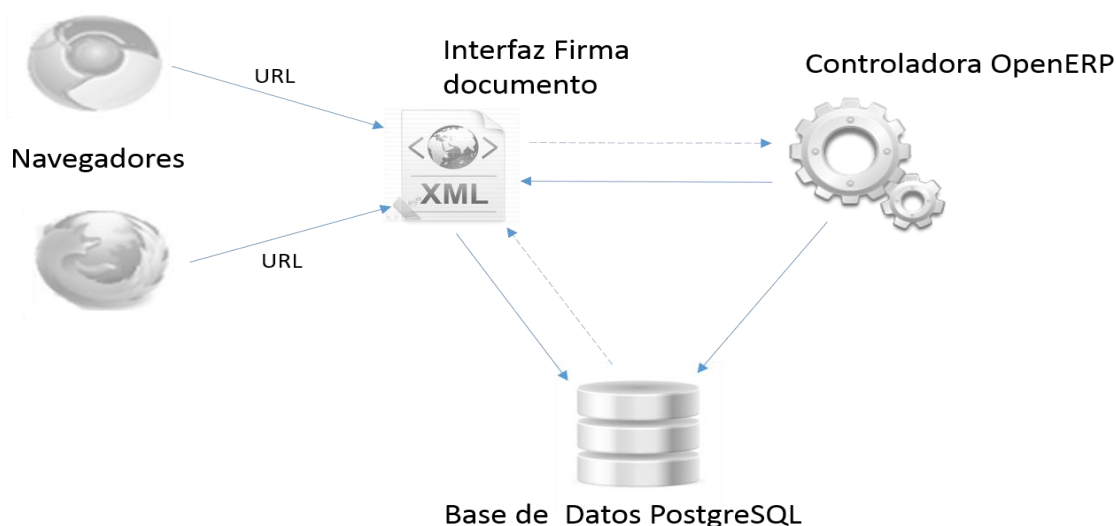 Interfaz Firma
documento
Controladora OpenERP
URL
Navegadores
< >
XML
URL
Base de Datos PostgreSQL